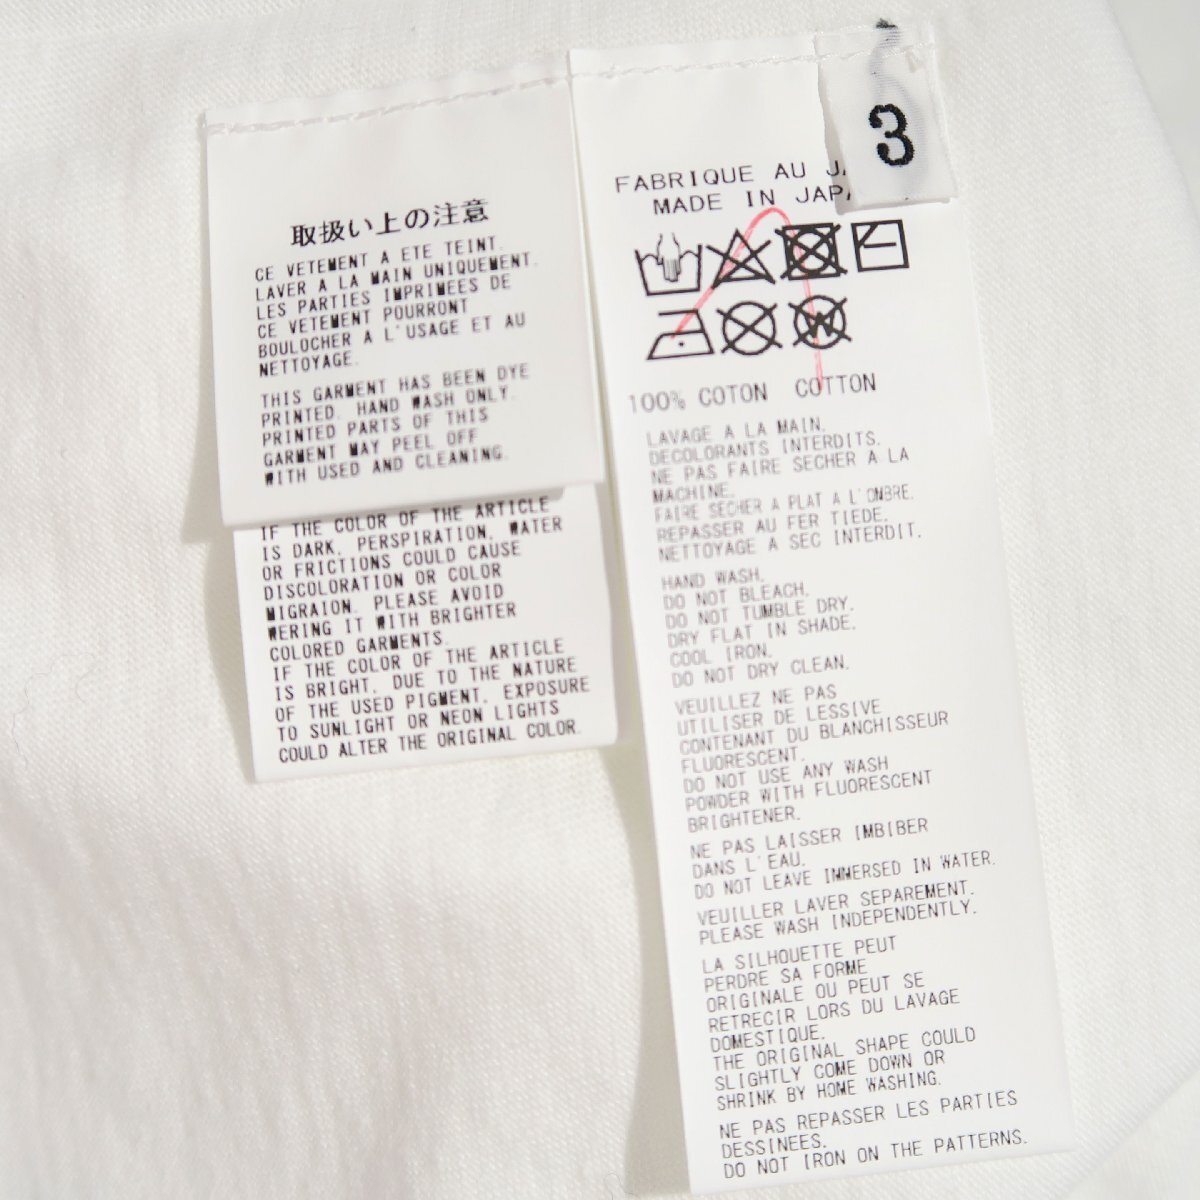 取扱い上の注意
CE VETEMENT A ETE TEINT.
LAVER A LA MAIN UNIQUEMENT.
LES PARTIES IMPRIMEES DE
CE VETEMENT POURRONT
BOULOCHER A L'USAGE ET AU
NETTOYAGE.
THIS GARMENT HAS BEEN DYE
PRINTED. HAND WASH ONLY.
PRINTED PARTS OF THIS
GARMENT MAY PEEL OFF
WITH USED AND CLEANING.
IF THE COLOR OF THE ARTICLE
IS DARK, PERSPIRATION, WATER
OR FRICTIONS COULD CAUSE
DISCOLORATION OR COLOR
MIGRAION. PLEASE AVOID
WERING IT WITH BRIGHTER
COLORED GARMENTS.
IF THE COLOR OF THE ARTICLE
IS BRIGHT, DUE TO THE NATURE
OF THE USED PIGMENT, EXPOSURE
TO SUNLIGHT OR NEON LIGHTS
COULD ALTER THE ORIGINAL COLOR.
3
FABRIQUE AU JA
MADE IN JAPA
W
100% COTON COTTON
LAVAGE A LA MAIN.
DECOLORANTS INTERDITS.
NE PAS FAIRE SECHER A LA
MACHINE.
FAIRE SECHER A PLAT A L'OMBRE.
REPASSER AU FER TIEDE.
NETTOYAGE A SEC INTERDIT.
HAND WASH.
DO NOT BLEACH.
DO NOT TUMBLE DRY.
DRY FLAT IN SHADE.
COOL IRON.
DO NOT DRY CLEAN.
VEUILLEZ NE PAS
UTILISER DE LESSIVE
CONTENANT DU BLANCHISSEUR
FLUORESCENT.
DO NOT USE ANY WASH
POWDER WITH FLUORESCENT
BRIGHTENER.
NE PAS LAISSER IMBIBER
DANS L'EAU.
DO NOT LEAVE IMMERSED IN WATER.
VEUILLER LAVER SEPAREMENT.
PLEASE WASH INDEPENDENTLY.
LA SILHOUETTE PEUT
PERDRE SA FORME
ORIGINALE OU PEUT SE
RETRECIR LORS DU LAVAGE
DOMESTIQUE.
THE ORIGINAL SHAPE COULD
SLIGHTLY COME DOWN OR
SHRINK BY HOME WASHING.
NE PAS REPASSER LES PARTIES
DESSINEES.
DO NOT IRON ON THE PATTERNS.